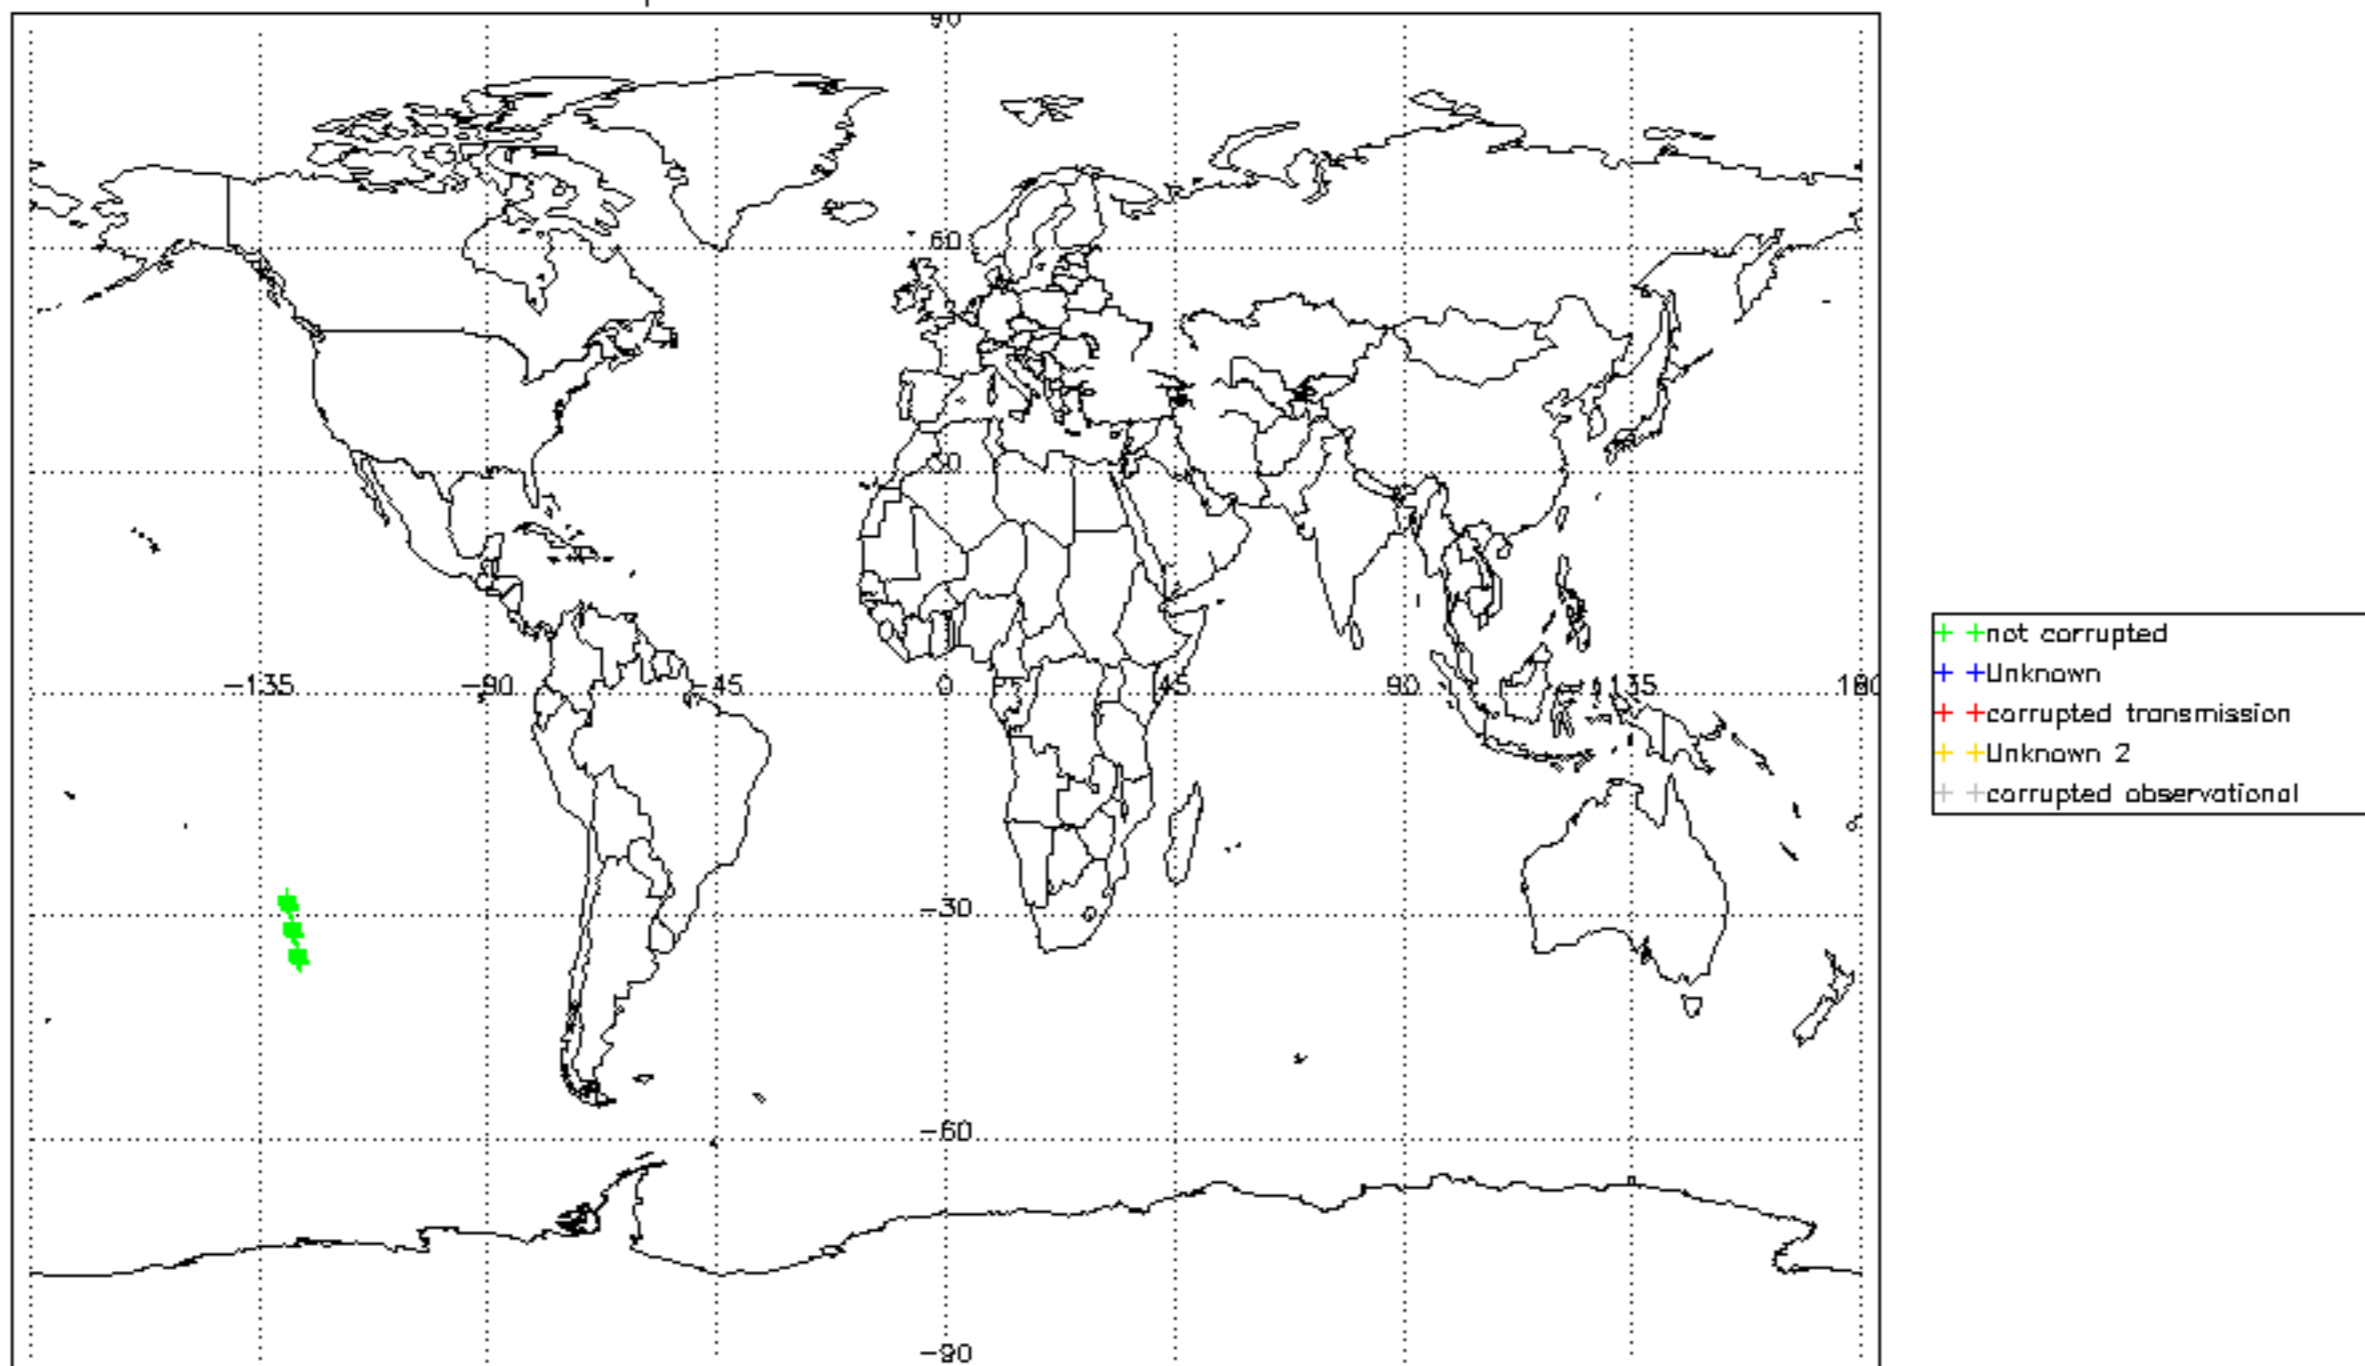 90
60
30
-135 -90 -45 0 45 90 135 180
-30
-60
-90
not corrupted
Unknown
corrupted transmission
Unknown 2
corrupted observational